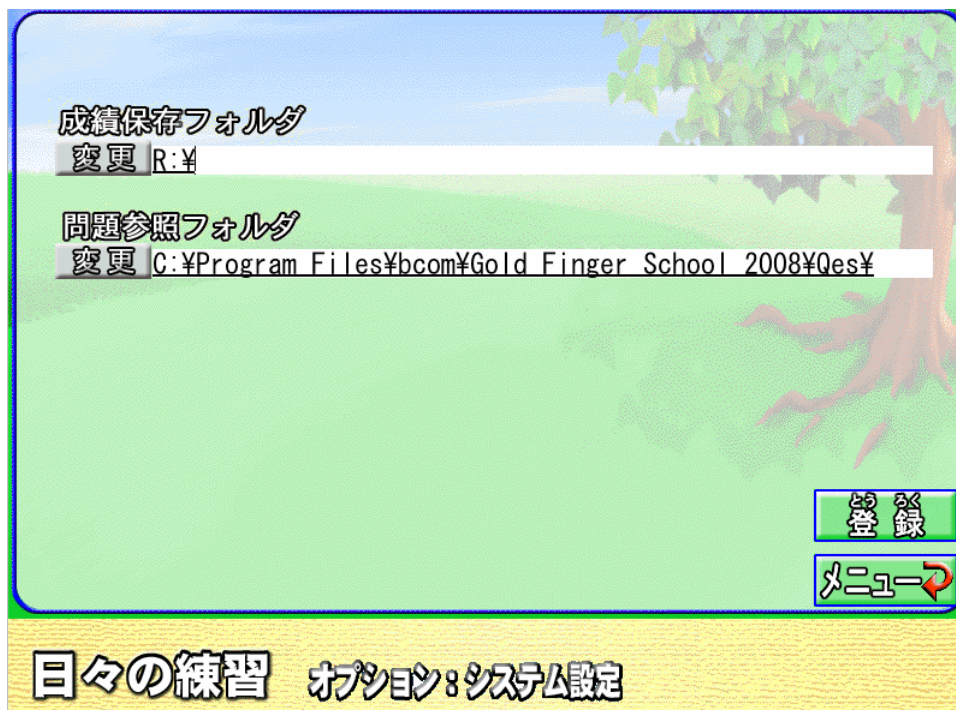 成績保存フォルダ
変更 R:¥
問題参照フォルダ
変更 C:¥Program Files¥bcom¥Gold Finger School 2008¥Qes¥
とう ろく
登録
メニュー
日々の練習 オプション：システム設定